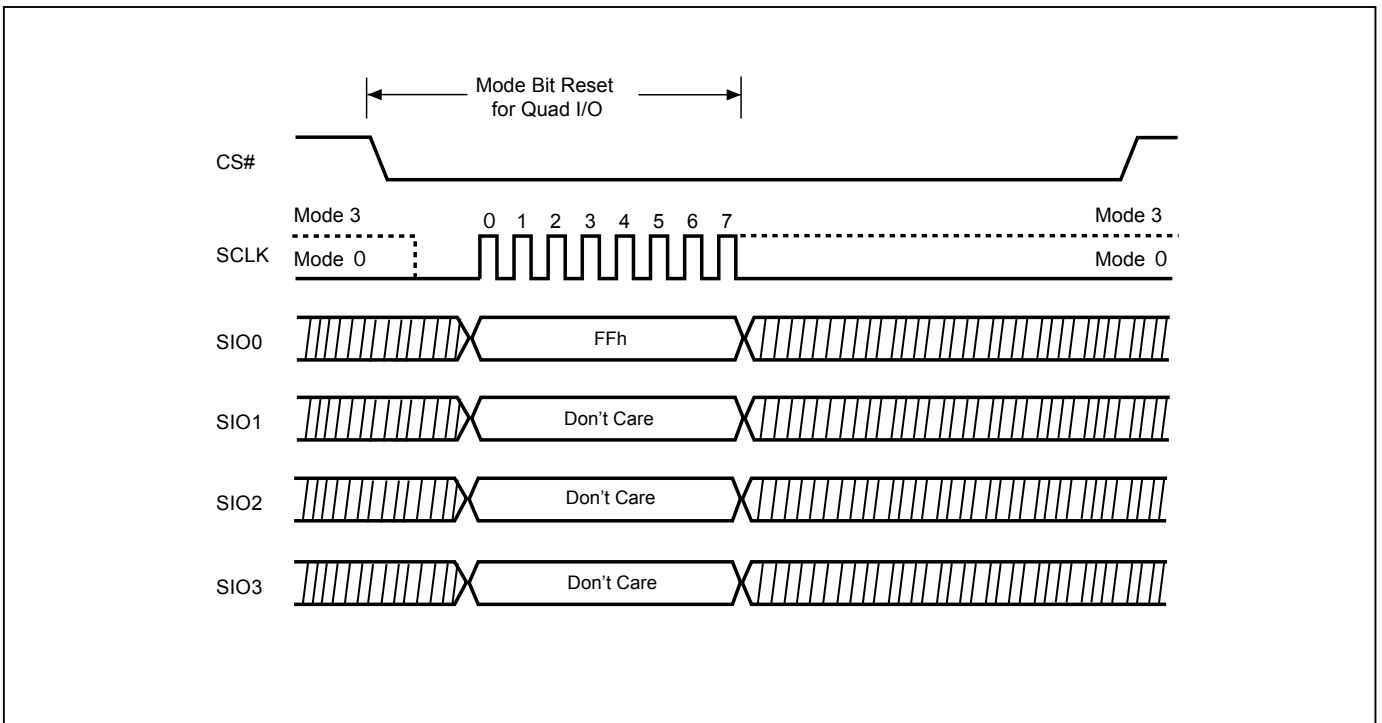 Mode Bit Reset
for Quad I/O
CS#
Mode 3
Mode 3
0 1 2 3 4 5 6 7
SCLK
Mode 0
Mode 0
SIO0
FFh
SIO1
Don't Care
SIO2
Don't Care
SIO3
Don't Care